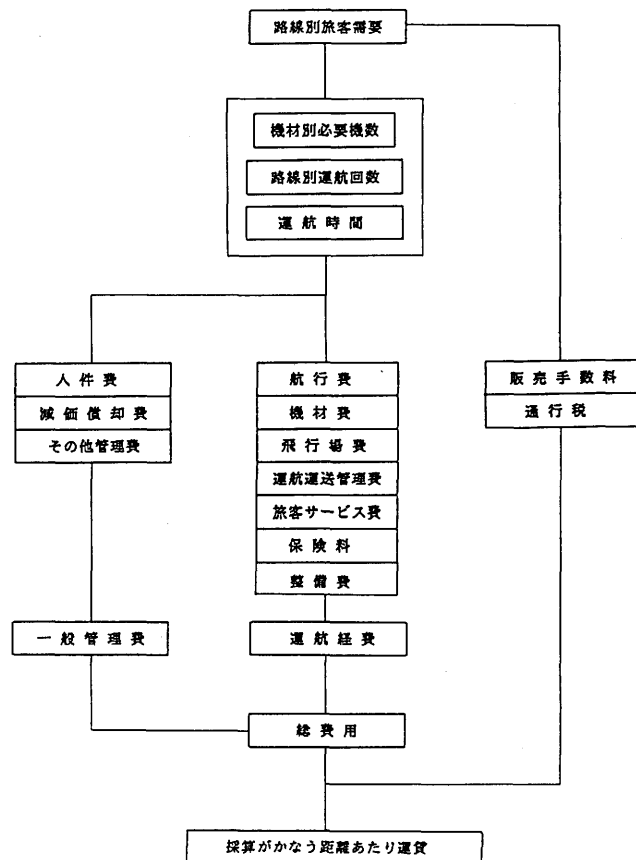 路線別旅客需要
機材別必要機数
路線別運航回数
運航時間
人件費
減価償却費
その他管理費
航行費
機材費
飛行場費
運航運送管理費
旅客サービス費
保険料
整備費
販売手数料
通行税
一般管理費
運航経費
総費用
採算がかなう距離あたり運賃